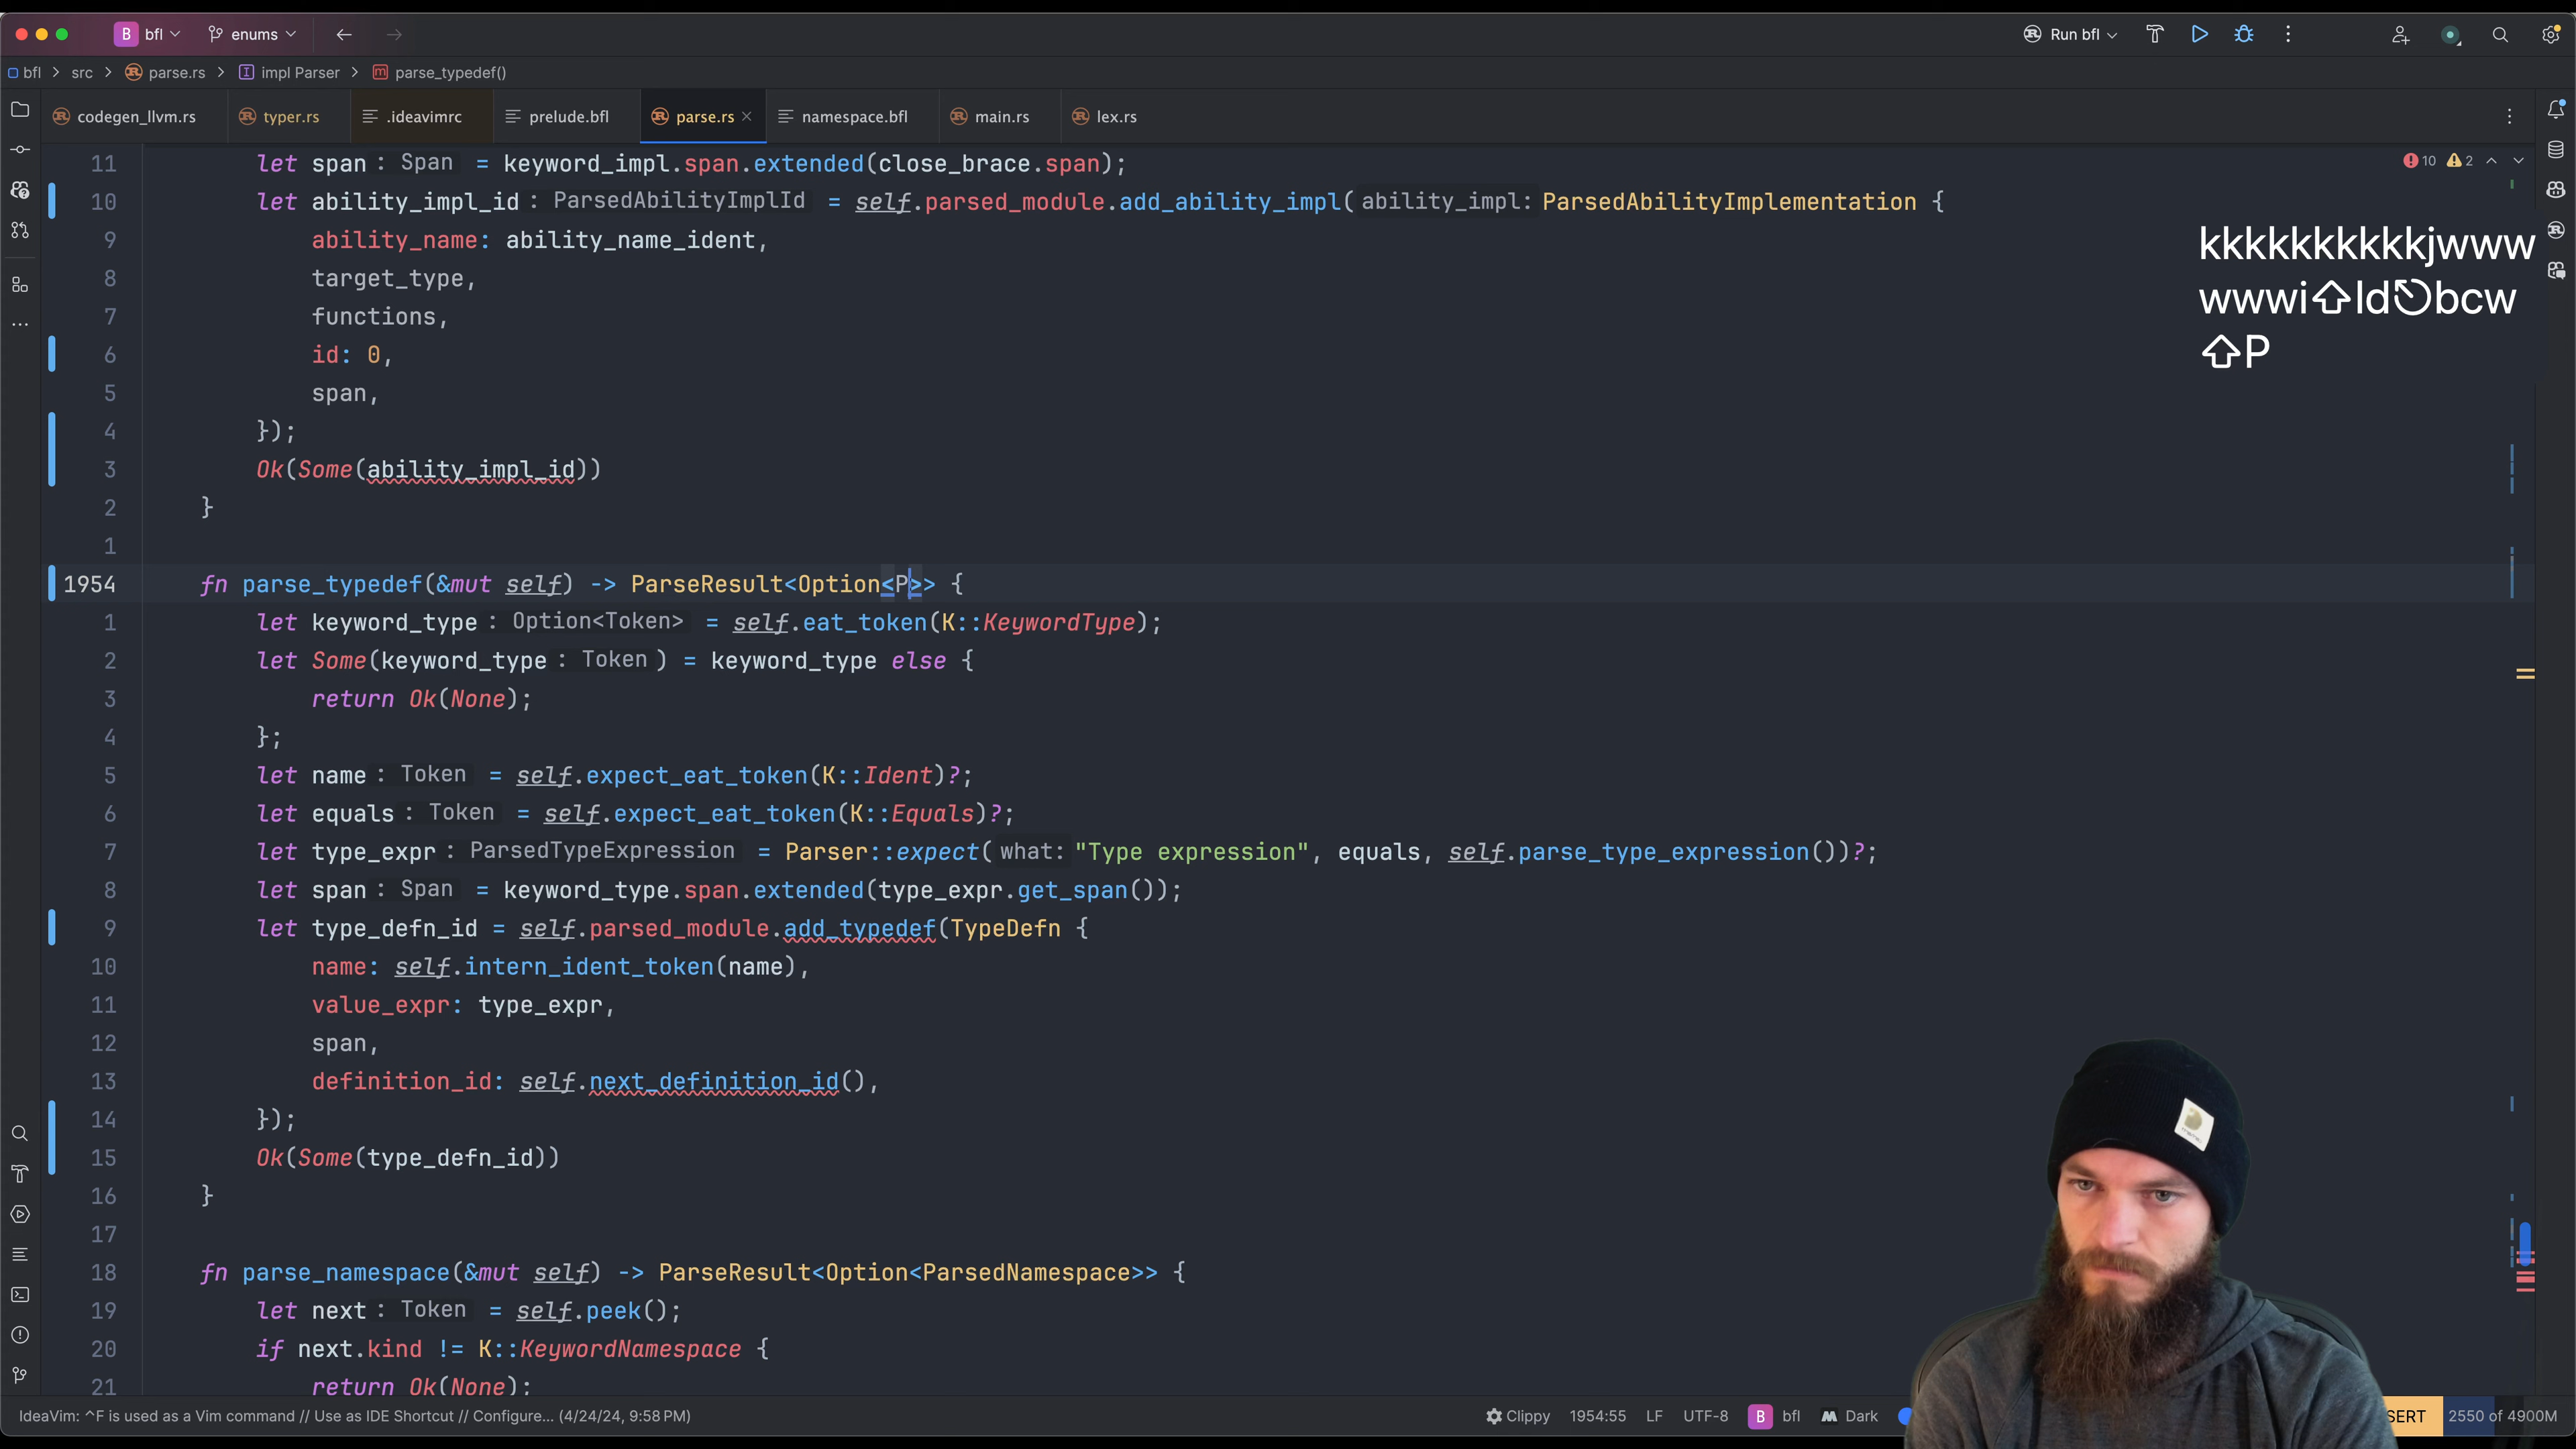 B bfl enums Run bfl
bfl > src > parse.rs > impl Parser > parse_typedef()
codegen_llvm.rs typer.rs .ideavimrc prelude.bfl parse.rs namespace.bfl main.rs lex.rs
11 let span: Span = keyword_impl.span.extended(close_brace.span); 10 2
10 let ability_impl_id: ParsedAbilityImplId = self.parsed_module.add_ability_impl(ability_impl: ParsedAbilityImplementation {
9 ability_name: ability_name_ident,
8 target_type,
7 functions,
6 id: 0,
5 span,
4 });
3 Ok(Some(ability_impl_id))
2 }
1
1954 fn parse_typedef(&mut self) -> ParseResult<Option<P>> {
1 let keyword_type: Option<Token> = self.eat_token(K::KeywordType);
2 let Some(keyword_type: Token) = keyword_type else {
3 return Ok(None);
4 };
5 let name: Token = self.expect_eat_token(K::Ident)?;
6 let equals: Token = self.expect_eat_token(K::Equals)?;
7 let type_expr: ParsedTypeExpression = Parser::expect(what: "Type expression", equals, self.parse_type_expression())?;
8 let span: Span = keyword_type.span.extended(type_expr.get_span());
9 let type_defn_id = self.parsed_module.add_typedef(TypeDefn {
10 name: self.intern_ident_token(name),
11 value_expr: type_expr,
12 span,
13 definition_id: self.next_definition_id(),
14 });
15 Ok(Some(type_defn_id))
16 }
17
18 fn parse_namespace(&mut self) -> ParseResult<Option<ParsedNamespace>> {
19 let next: Token = self.peek();
20 if next.kind != K::KeywordNamespace {
21 return Ok(None);
kkkkkkkkkkjwww
wwwi⇧Id⎋bcw
⇧P
IdeaVim: ^F is used as a Vim command // Use as IDE Shortcut // Configure... (4/24/24, 9:58 PM) Clippy 1954:55 LF UTF-8 B bfl Dark SERT 2550 of 4900M